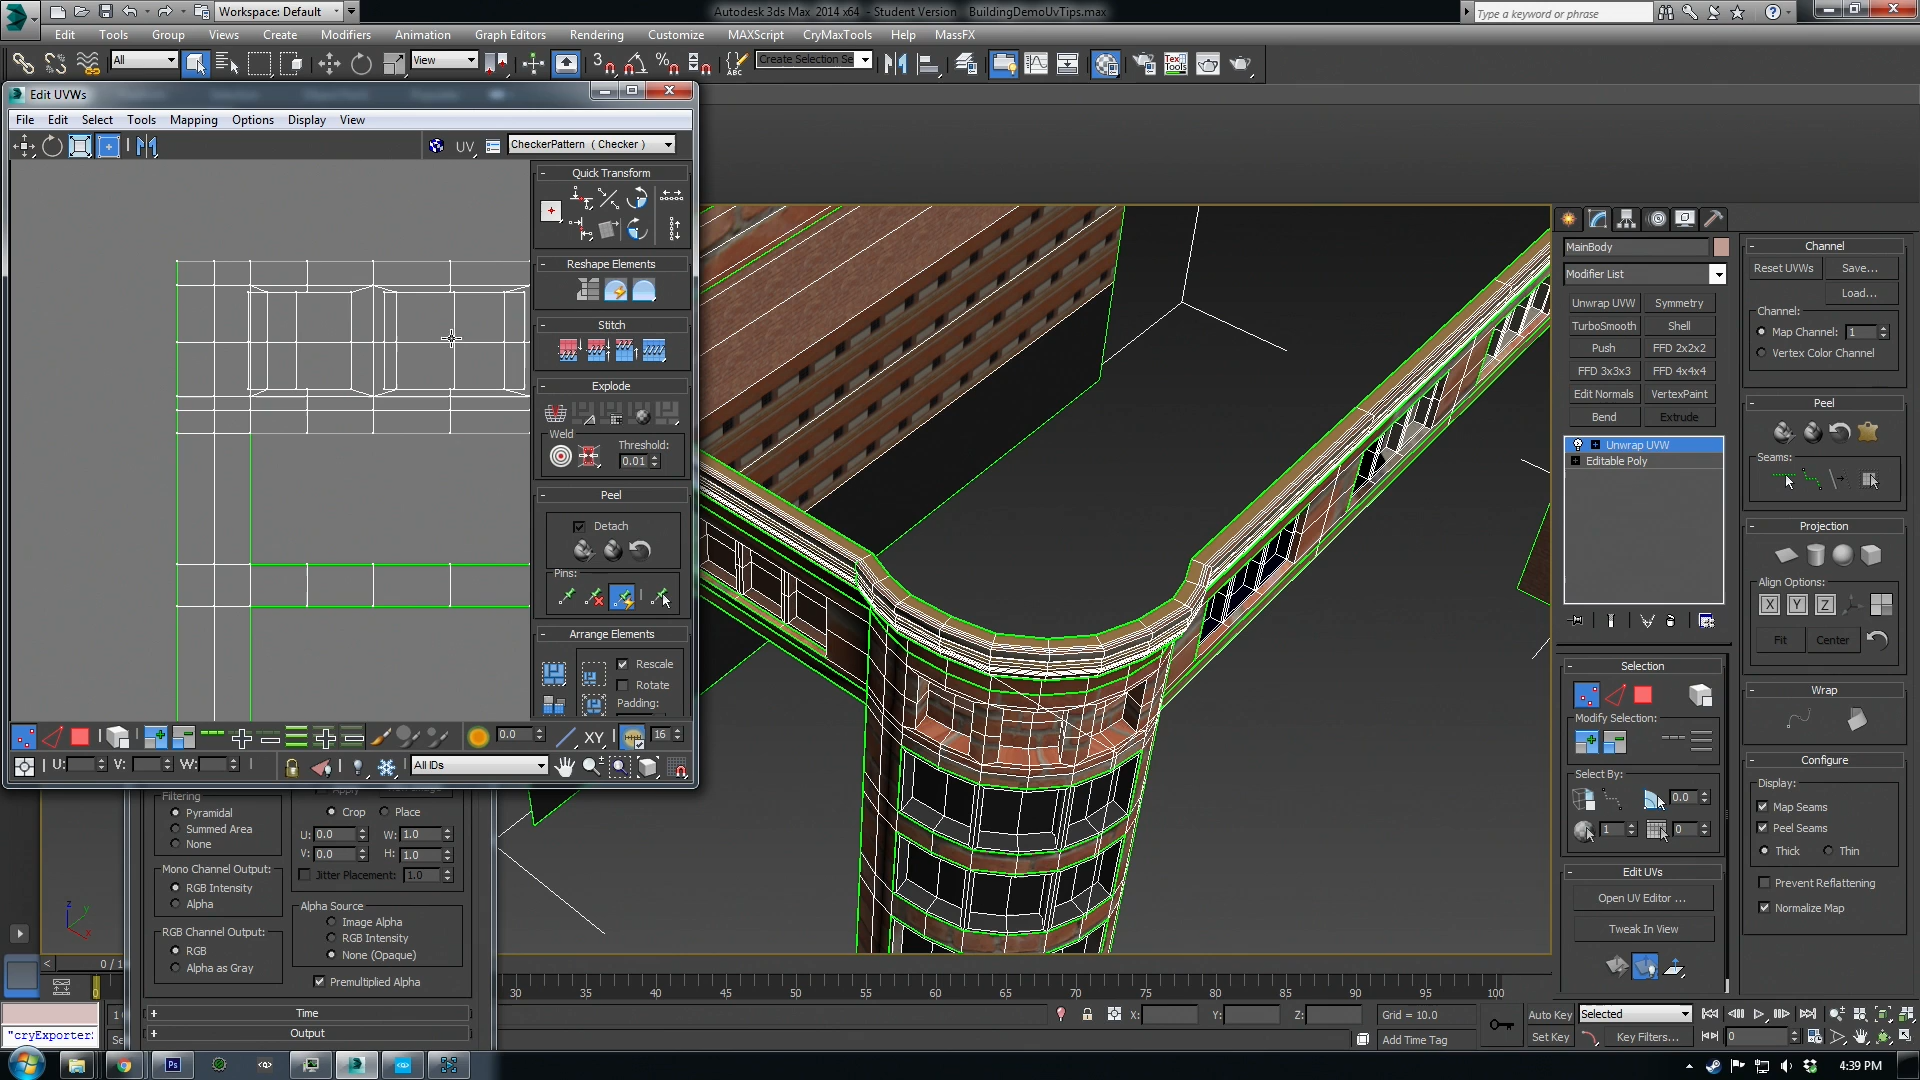 Workspace: Default
Autodesk 3ds Max 2014 x64 - Student Version BuildingDemoUvTips.max
Type a keyword or phrase
Edit Tools Group Views Create Modifiers Animation Graph Editors Rendering Customize MAXScript CryMaxTools Help MassFX
All
View
Create Selection Se
Edit UVWs
File Edit Select Tools Mapping Options Display View
UV
CheckerPattern ( Checker )
Quick Transform
Reshape Elements
Stitch
Explode
Weld
Threshold:
0.01
Peel
Detach
Pins:
Arrange Elements
Rescale
Rotate
Padding:
0.0
XY
16
U: V: W:
All IDs
Filtering
Pyramidal
Summed Area
None
Mono Channel Output:
RGB Intensity
Alpha
RGB Channel Output:
RGB
Alpha as Gray
Crop Place
U: 0.0 W: 1.0
V: 0.0 H: 1.0
Jitter Placement: 1.0
Alpha Source
Image Alpha
RGB Intensity
None (Opaque)
Premultiplied Alpha
Time
Output
MainBody
Modifier List
Unwrap UVW Symmetry
TurboSmooth Shell
Push FFD 2x2x2
FFD 3x3x3 FFD 4x4x4
Edit Normals VertexPaint
Bend Extrude
Unwrap UVW
Editable Poly
Selection
Modify Selection:
Select By:
0.0
1 0
Edit UVs
Open UV Editor ...
Tweak In View
Channel
Reset UVWs Save...
Load...
Channel:
Map Channel: 1
Vertex Color Channel
Peel
Seams:
Projection
Align Options:
X Y Z
Fit Center
Wrap
Configure
Display:
Map Seams
Peel Seams
Thick Thin
Prevent Reflattening
Normalize Map
0 / 1
30 35 40 45 50 55 60 65 70 75 80 85 90 95 100
X: Y: Z: Grid = 10.0
Add Time Tag
Auto Key Selected
Set Key Key Filters...
0
"cryExporter:
4:39 PM